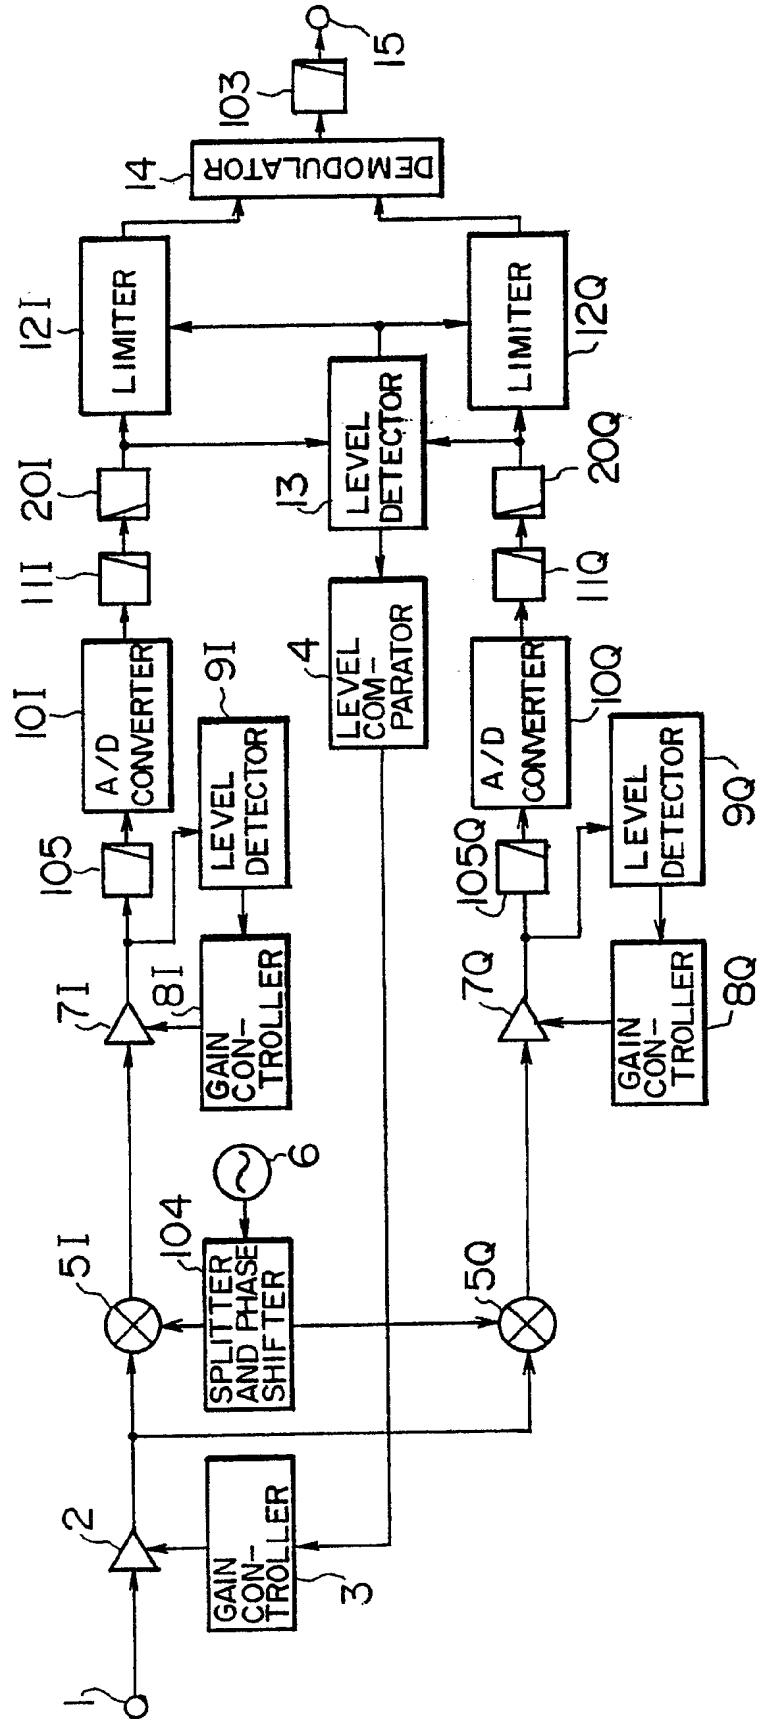 1
2
GAIN
CON-
TROLLER
3
5I
104
SPLITTER
AND PHASE
SHIFTER
6
5Q
7I
8I
GAIN
CON-
TROLLER
9I
LEVEL
DETECTOR
105
10I
A/D
CONVERTER
11I
20I
12I
LIMITER
4
LEVEL
COM-
PARATOR
13
LEVEL
DETECTOR
7Q
GAIN
CON-
TROLLER
8Q
LEVEL
DETECTOR
9Q
105Q
A/D
CONVERTER
10Q
11Q
20Q
LIMITER
12Q
14
DEMODULATOR
103
15